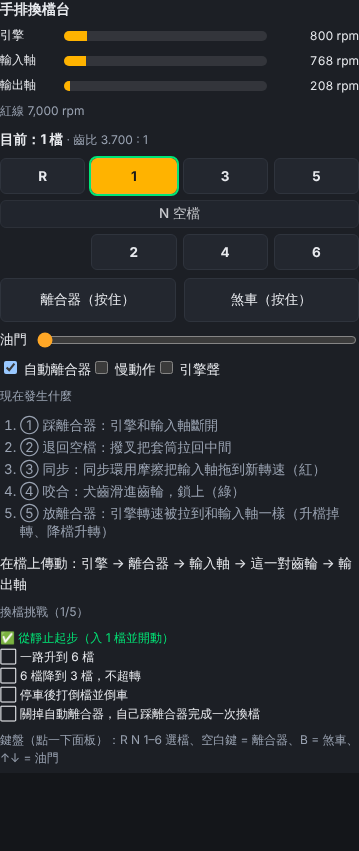 手排換檔台
引擎 800 rpm
輸入軸 768 rpm
輸出軸 208 rpm
紅線 7,000 rpm
目前：1 檔 · 齒比 3.700 : 1
R 1 3 5
N 空檔
2 4 6
離合器（按住） 煞車（按住）
油門
自動離合器 慢動作 引擎聲
現在發生什麼
1. ① 踩離合器：引擎和輸入軸斷開
2. ② 退回空檔：撥叉把套筒拉回中間
3. ③ 同步：同步環用摩擦把輸入軸拖到新轉速（紅）
4. ④ 咬合：犬齒滑進齒輪，鎖上（綠）
5. ⑤ 放離合器：引擎轉速被拉到和輸入軸一樣（升檔掉
轉、降檔升轉）
在檔上傳動：引擎 → 離合器 → 輸入軸 → 這一對齒輪 → 輸
出軸
換檔挑戰（1/5）
✅ 從靜止起步（入 1 檔並開動）
⬜ 一路升到 6 檔
⬜ 6 檔降到 3 檔，不超轉
⬜ 停車後打倒檔並倒車
⬜ 關掉自動離合器，自己踩離合器完成一次換檔
鍵盤（點一下面板）：R N 1–6 選檔、空白鍵 = 離合器、B = 煞車、
↑↓ = 油門